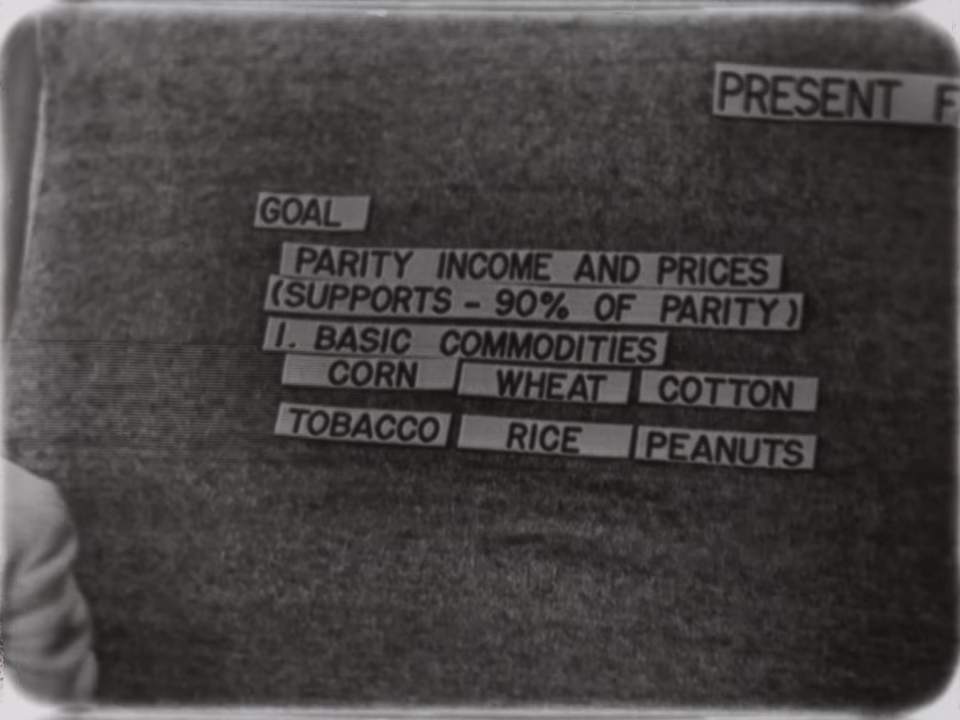 PRESENT F
GOAL
PARITY INCOME AND PRICES
(SUPPORTS - 90% OF PARITY)
1. BASIC COMMODITIES
CORN WHEAT COTTON
TOBACCO RICE PEANUTS